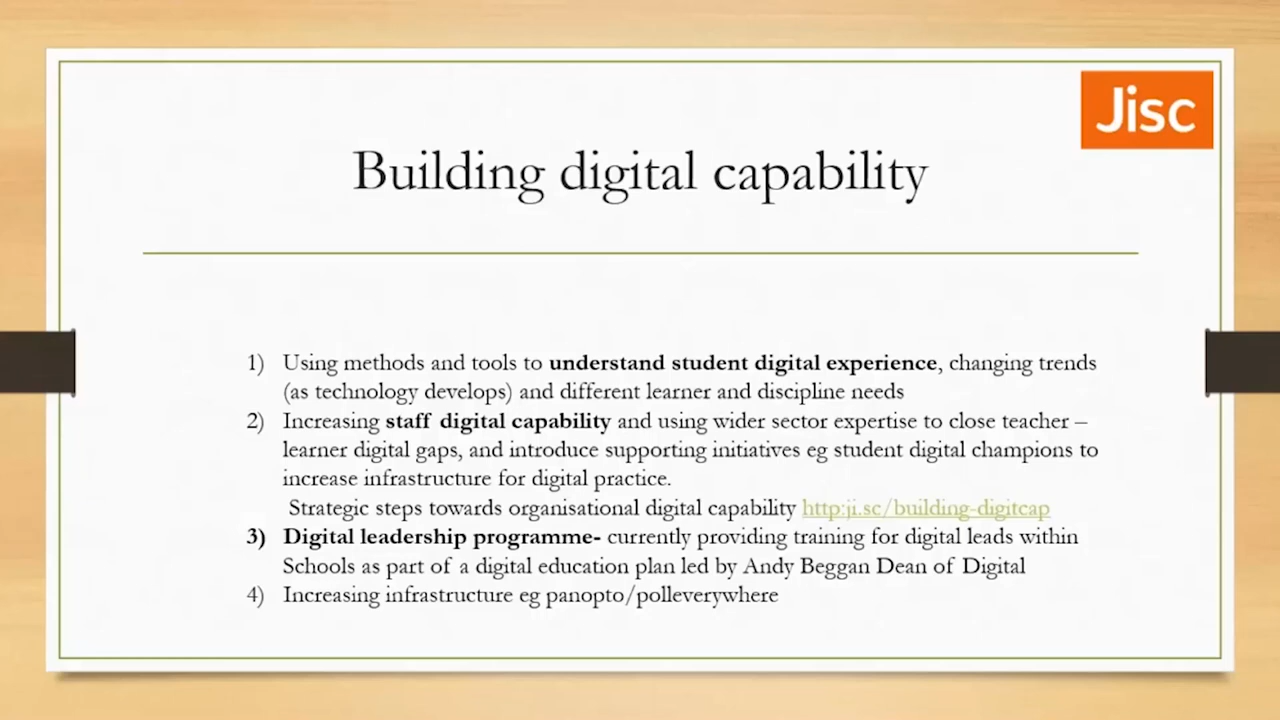 Jisc
Building digital capability
1) Using methods and tools to understand student digital experience, changing trends
(as technology develops) and different learner and discipline needs
2) Increasing staff digital capability and using wider sector expertise to close teacher –
learner digital gaps, and introduce supporting initiatives eg student digital champions to
increase infrastructure for digital practice.
Strategic steps towards organisational digital capability http:ji.sc/building-digitcap
3) Digital leadership programme- currently providing training for digital leads within
Schools as part of a digital education plan led by Andy Beggan Dean of Digital
4) Increasing infrastructure eg panopto/polleverywhere